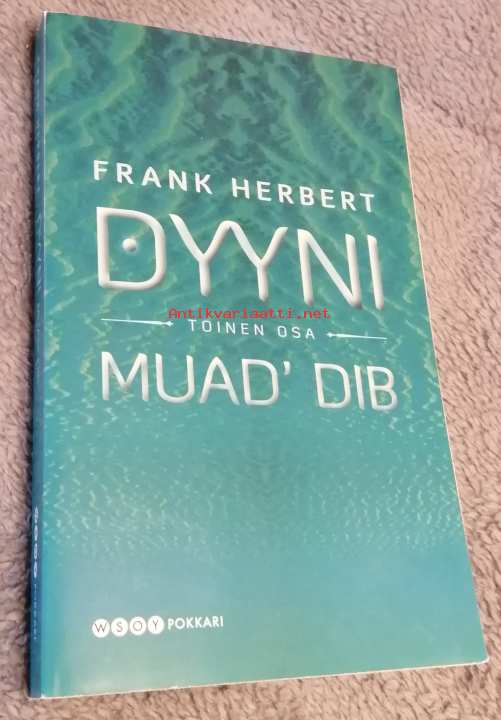 FRANK HERBERT
DYYNI
Antikvariaatti.net
TOINEN OSA
MUAD' DIB
WSOY POKKARI